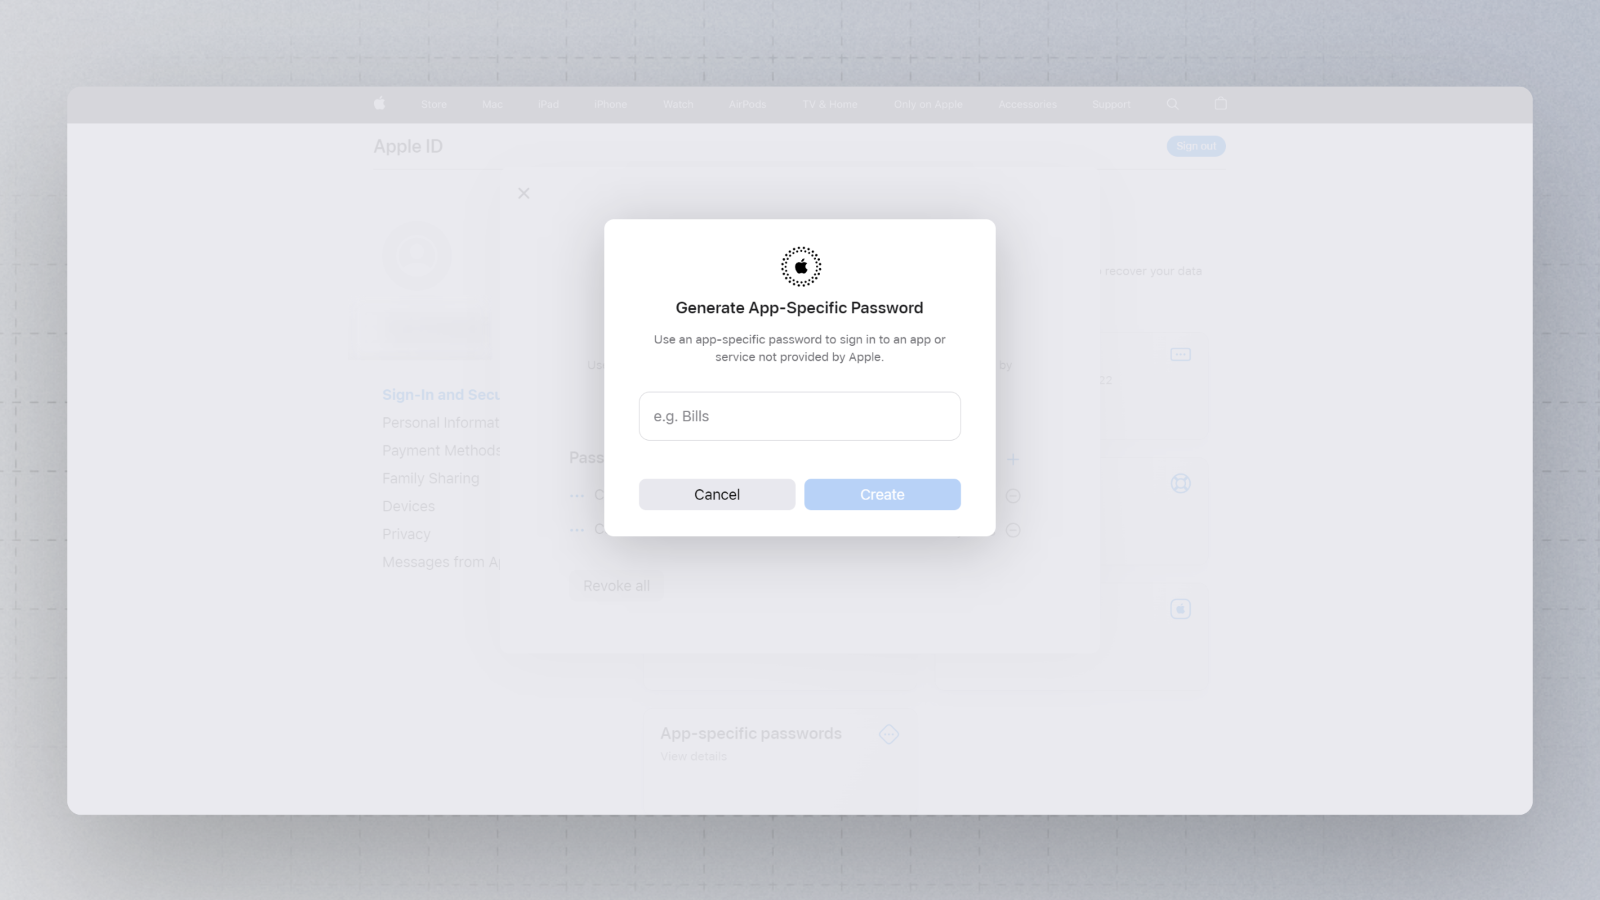 Store Mac iPad iPhone Watch AirPods TV & Home Only on Apple Accessories Support
Apple ID
Sign out
recover your data
Generate App-Specific Password
Use an app-specific password to sign in to an app or
service not provided by Apple.
by
22
Sign-In and Secu
Personal Informat
Payment Methods
Family Sharing
Devices
Privacy
Messages from Ap
e.g. Bills
Pass
Cancel
Create
Revoke all
App-specific passwords
View details